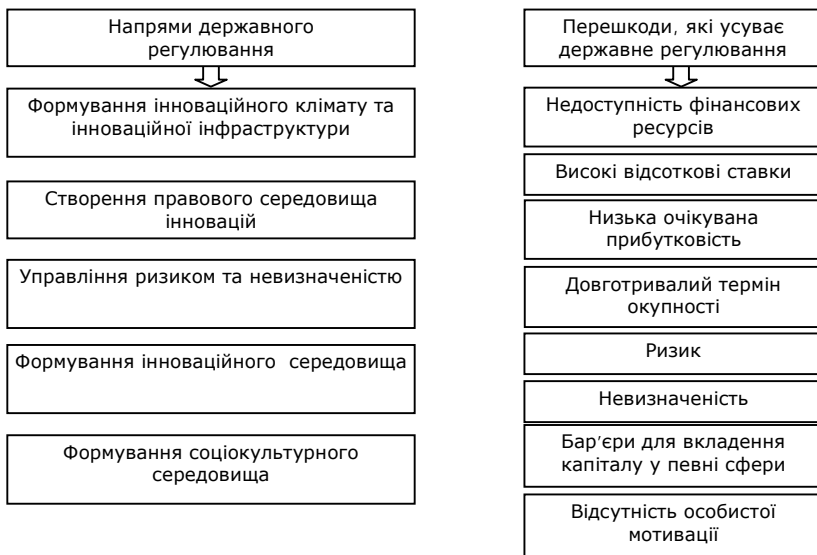 Напрями державного
регулювання
Формування інноваційного клімату та
інноваційної інфраструктури
Створення правового середовища
інновацій
Управління ризиком та невизначеністю
Формування інноваційного середовища
Формування соціокультурного
середовища
Перешкоди, які усуває
державне регулювання
Недоступність фінансових
ресурсів
Високі відсоткові ставки
Низька очікувана
прибутковість
Довготривалий термін
окупності
Ризик
Невизначеність
Бар'єри для вкладення
капіталу у певні сфери
Відсутність особистої
мотивації